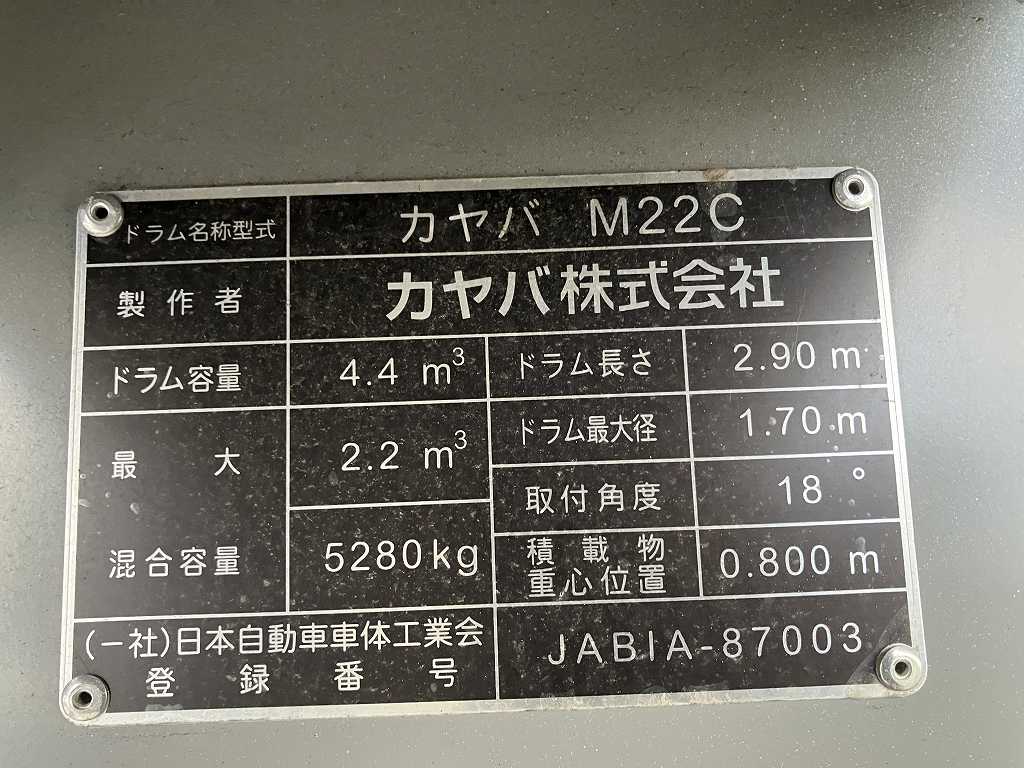 ドラム名称型式 カヤバ M22C
製作者 カヤバ株式会社
ドラム容量 4.4 m³ ドラム長さ 2.90 m
最大 2.2 m³ ドラム最大径 1.70 m
取付角度 18°
混合容量 5280kg 積載物 0.800 m
重心位置
(一社)日本自動車車体工業会 JABIA-87003
登録番号